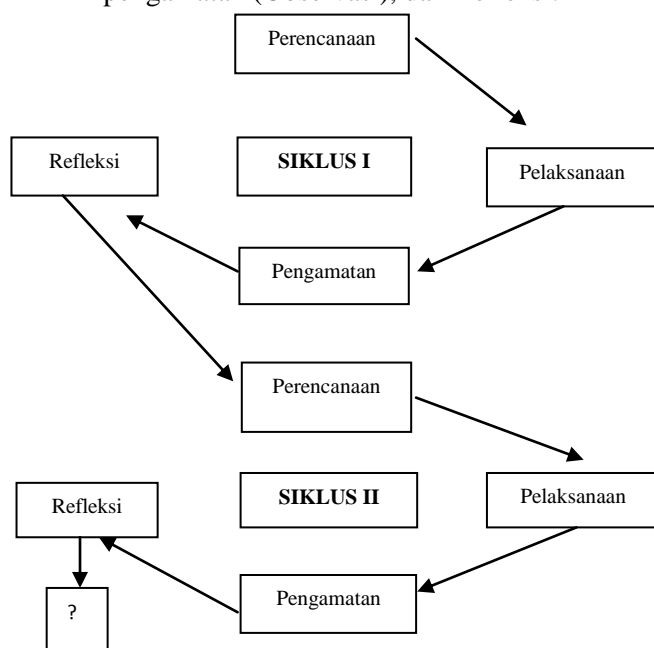 Perencanaan
Refleksi
SIKLUS I
Pelaksanaan
Pengamatan
Perencanaan
Refleksi
SIKLUS II
Pelaksanaan
Pengamatan
?